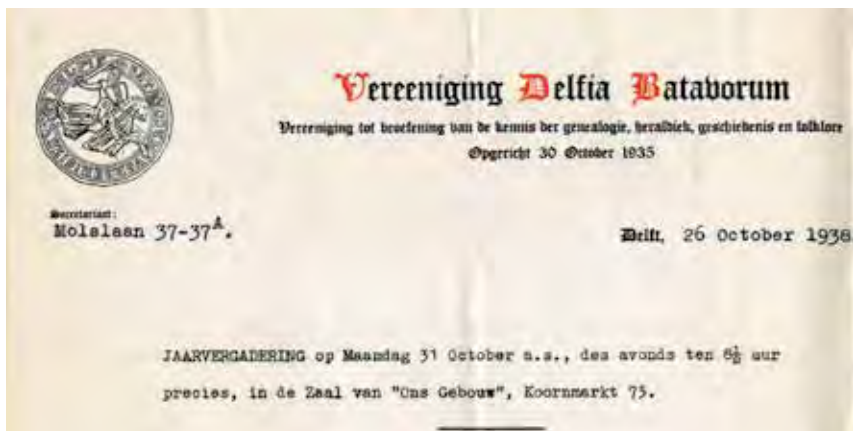 Vereeniging Delfia Batavorum
Vereeniging tot beoefening van de kennis der genealogie, heraldiek, geschiedenis en folklore
Opgericht 30 October 1935
Secretariaat:
Molslaan 37-37A.
Delft, 26 October 1938
JAARVERGADERING op Maandag 31 October a.s., des avonds ten 8½ uur
precies, in de Zaal van "Ons Gebouw", Koornmarkt 75.